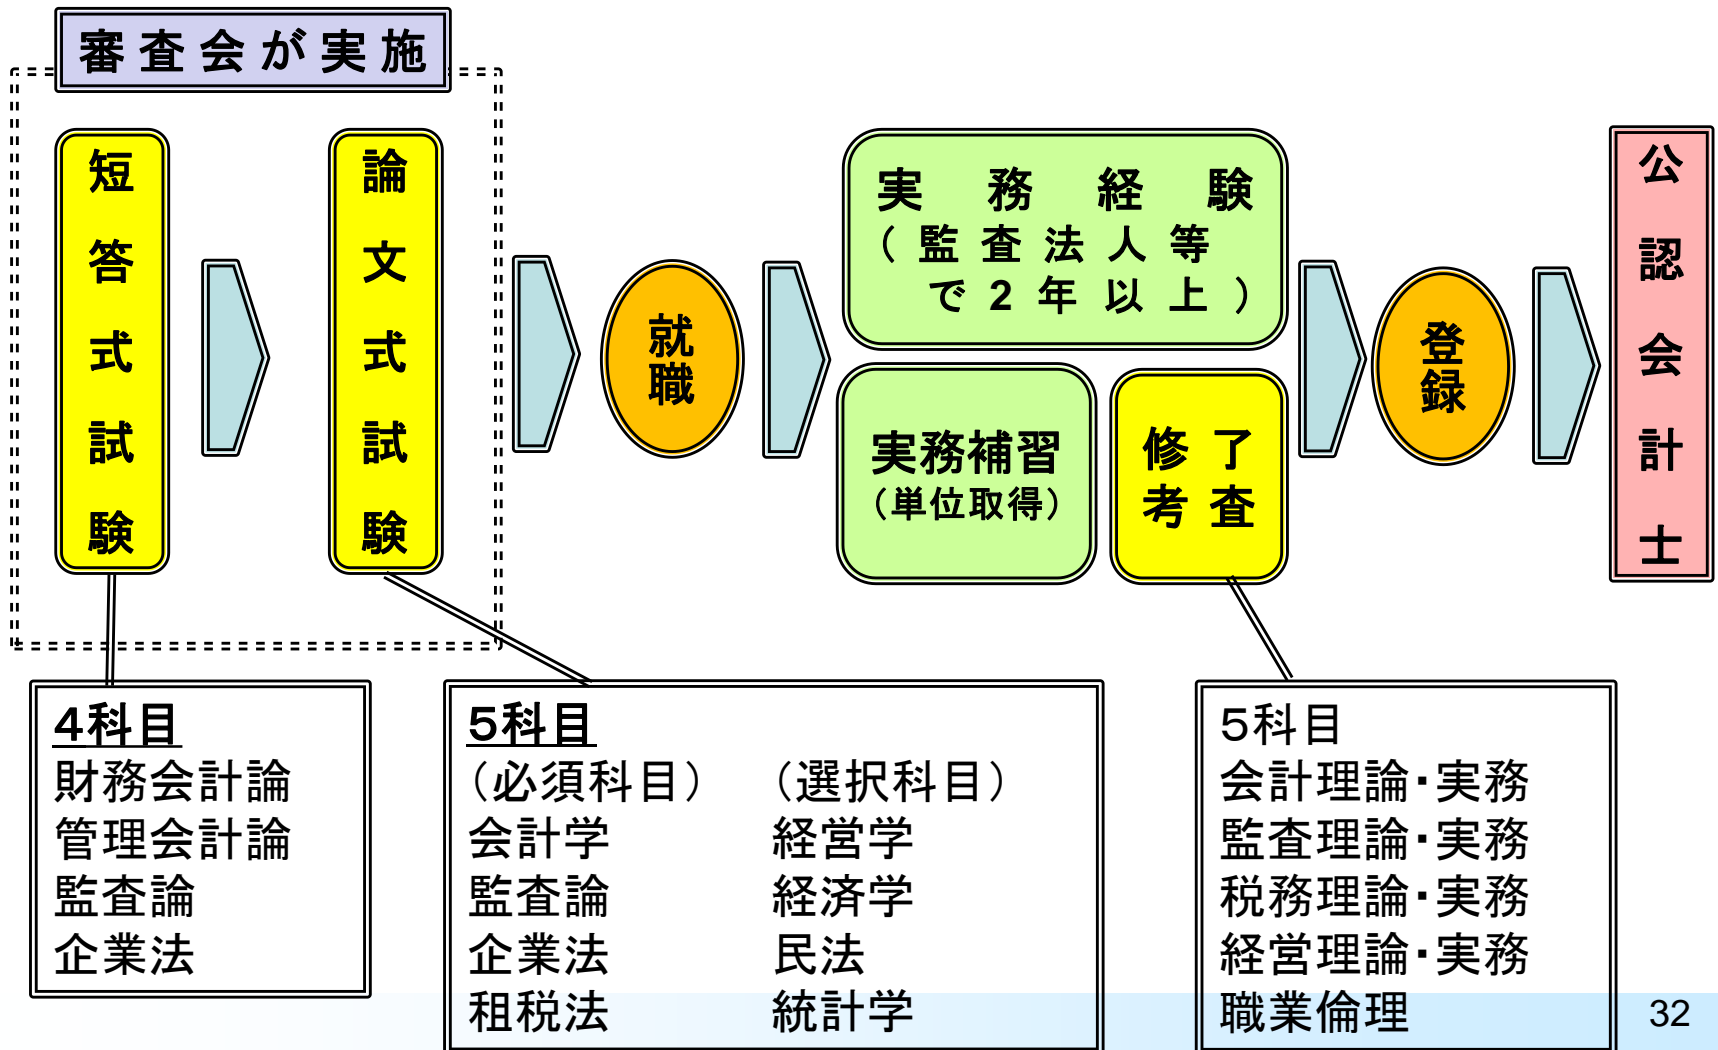 審査会が実施
短答式試験
論文式試験
就職
実務経験
（監査法人等
で2年以上）
実務補習
（単位取得）
修了
考査
登録
公認会計士
４科目
財務会計論
管理会計論
監査論
企業法
５科目
（必須科目） （選択科目）
会計学 経営学
監査論 経済学
企業法 民法
租税法 統計学
５科目
会計理論・実務
監査理論・実務
税務理論・実務
経営理論・実務
職業倫理
32